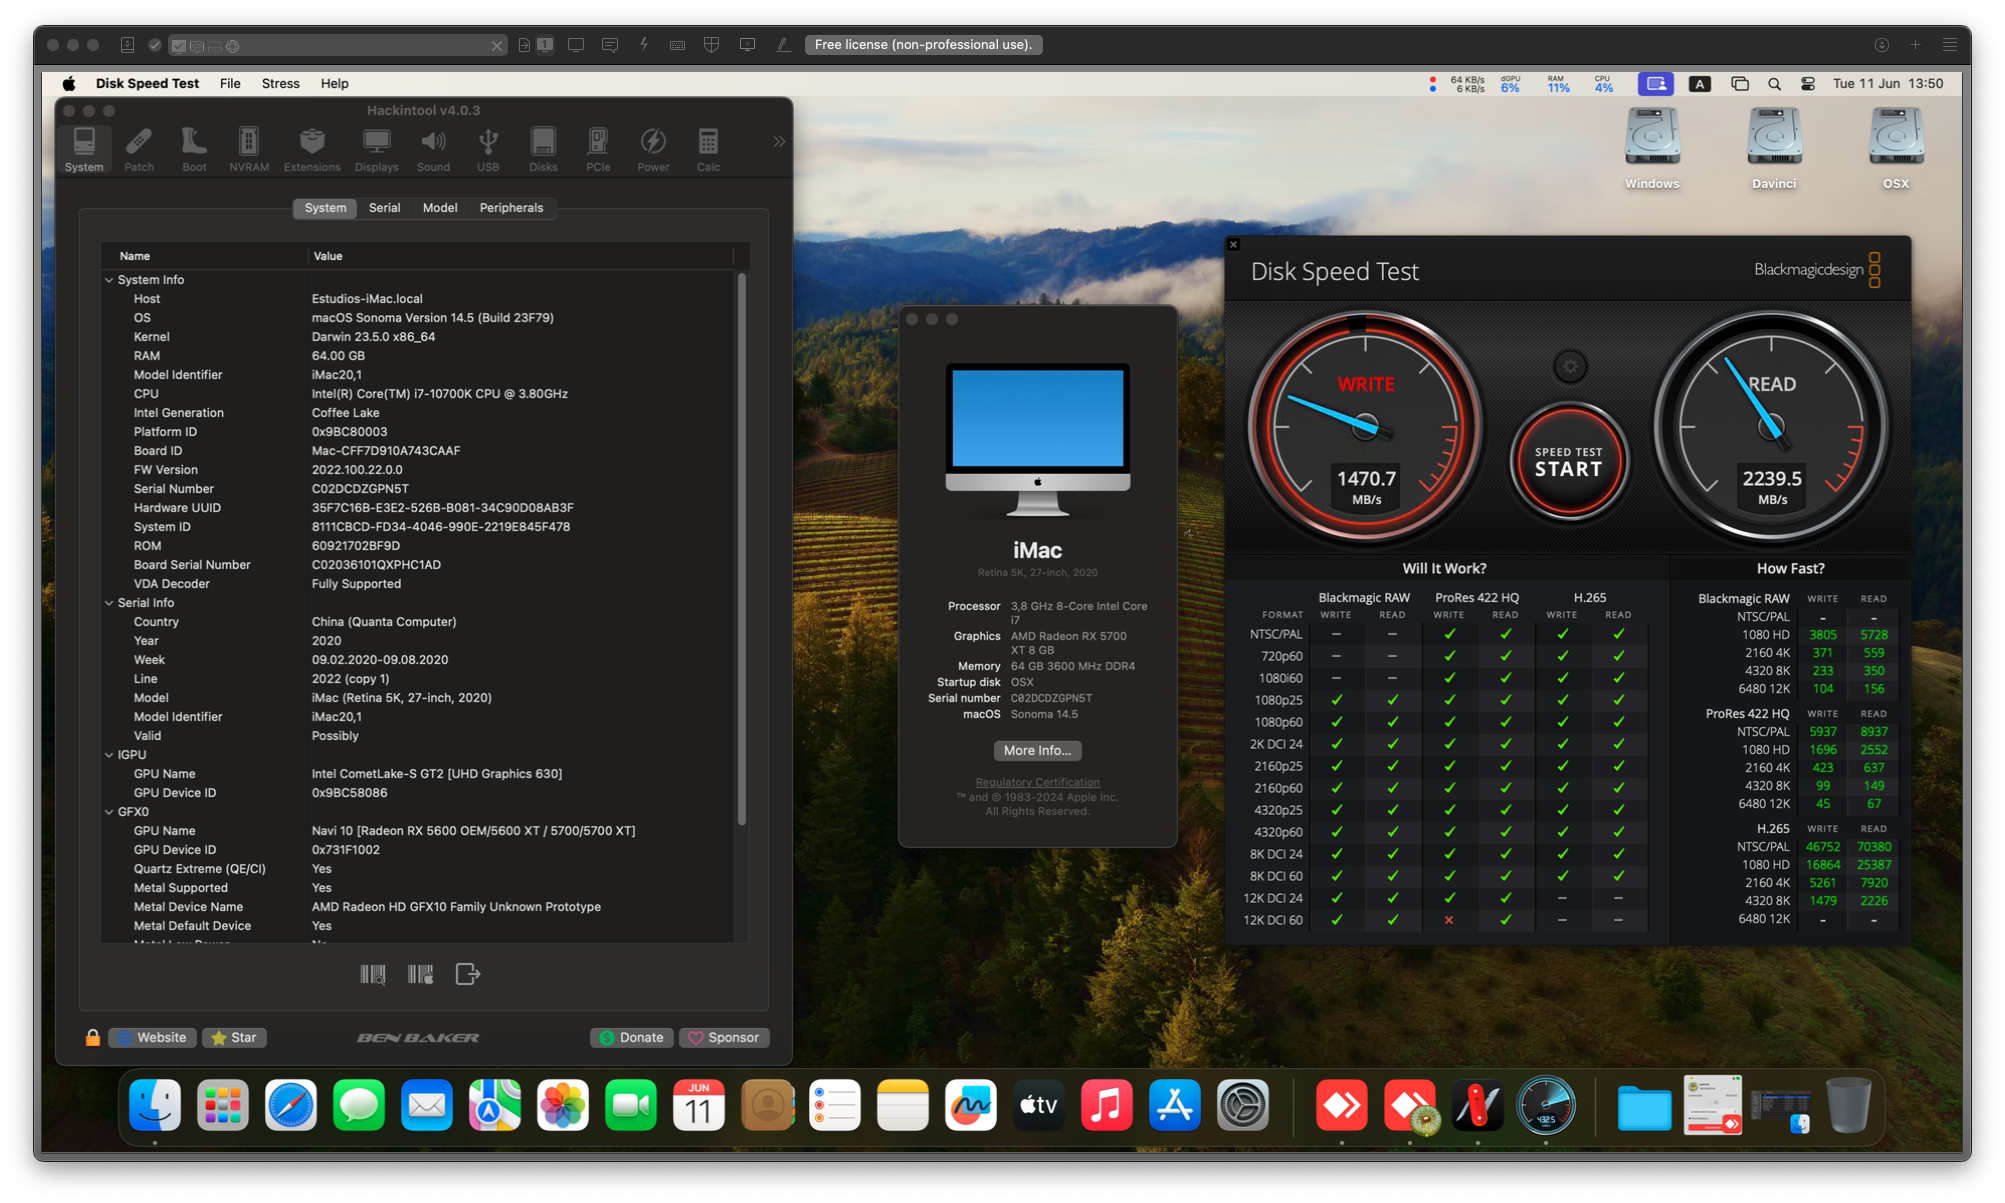 Free license (non-professional use).
Disk Speed Test File Stress Help
64 KB/s
6 KB/s
dGPU
6%
RAM
11%
CPU
4%
A
Tue 11 Jun 13:50
Windows
Davinci
OSX
Hackintool v4.0.3
System Patch Boot NVRAM Extensions Displays Sound USB Disks PCIe Power Calc
System Serial Model Peripherals
Name Value
System Info
Host Estudios-iMac.local
OS macOS Sonoma Version 14.5 (Build 23F79)
Kernel Darwin 23.5.0 x86_64
RAM 64.00 GB
Model Identifier iMac20,1
CPU Intel(R) Core(TM) i7-10700K CPU @ 3.80GHz
Intel Generation Coffee Lake
Platform ID 0x9BC80003
Board ID Mac-CFF7D910A743CAAF
FW Version 2022.100.22.0.0
Serial Number C02DCDZGPN5T
Hardware UUID 35F7C16B-E3E2-526B-B081-34C90D08AB3F
System ID 8111CBCD-FD34-4046-990E-2219E845F478
ROM 60921702BF9D
Board Serial Number C02036101QXPHC1AD
VDA Decoder Fully Supported
Serial Info
Country China (Quanta Computer)
Year 2020
Week 09.02.2020-09.08.2020
Line 2022 (copy 1)
Model iMac (Retina 5K, 27-inch, 2020)
Model Identifier iMac20,1
Valid Possibly
IGPU
GPU Name Intel CometLake-S GT2 [UHD Graphics 630]
GPU Device ID 0x9BC58086
GFX0
GPU Name Navi 10 [Radeon RX 5600 OEM/5600 XT / 5700/5700 XT]
GPU Device ID 0x731F1002
Quartz Extreme (QE/CI) Yes
Metal Supported Yes
Metal Device Name AMD Radeon HD GFX10 Family Unknown Prototype
Metal Default Device Yes
Website Star BEN BAKER Donate Sponsor
iMac
Retina 5K, 27-inch, 2020
Processor 3,8 GHz 8-Core Intel Core
i7
Graphics AMD Radeon RX 5700
XT 8 GB
Memory 64 GB 3600 MHz DDR4
Startup disk OSX
Serial number C02DCDZGPN5T
macOS Sonoma 14.5
More Info...
Regulatory Certification
™ and © 1983-2024 Apple Inc.
All Rights Reserved.
Disk Speed Test
Blackmagicdesign
WRITE
1470.7
MB/s
SPEED TEST
START
READ
2239.5
MB/s
Will It Work?
Blackmagic RAW ProRes 422 HQ H.265
FORMAT WRITE READ WRITE READ WRITE READ
NTSC/PAL – – ✓ ✓ ✓ ✓
720p60 – – ✓ ✓ ✓ ✓
1080i60 – – ✓ ✓ ✓ ✓
1080p25 ✓ ✓ ✓ ✓ ✓ ✓
1080p60 ✓ ✓ ✓ ✓ ✓ ✓
2K DCI 24 ✓ ✓ ✓ ✓ ✓ ✓
2160p25 ✓ ✓ ✓ ✓ ✓ ✓
2160p60 ✓ ✓ ✓ ✓ ✓ ✓
4320p25 ✓ ✓ ✓ ✓ ✓ ✓
4320p60 ✓ ✓ ✓ ✓ ✓ ✓
8K DCI 24 ✓ ✓ ✓ ✓ ✓ ✓
8K DCI 60 ✓ ✓ ✓ ✓ ✓ ✓
12K DCI 24 ✓ ✓ ✓ ✓ – –
12K DCI 60 ✓ ✓ × ✓ – –
How Fast?
Blackmagic RAW WRITE READ
NTSC/PAL - -
1080 HD 3805 5728
2160 4K 371 559
4320 8K 233 350
6480 12K 104 156
ProRes 422 HQ WRITE READ
NTSC/PAL 5937 8937
1080 HD 1696 2552
2160 4K 423 637
4320 8K 99 149
6480 12K 45 67
H.265 WRITE READ
NTSC/PAL 46752 70380
1080 HD 16864 25387
2160 4K 5261 7920
4320 8K 1479 2226
6480 12K - -
JUN
11
tv